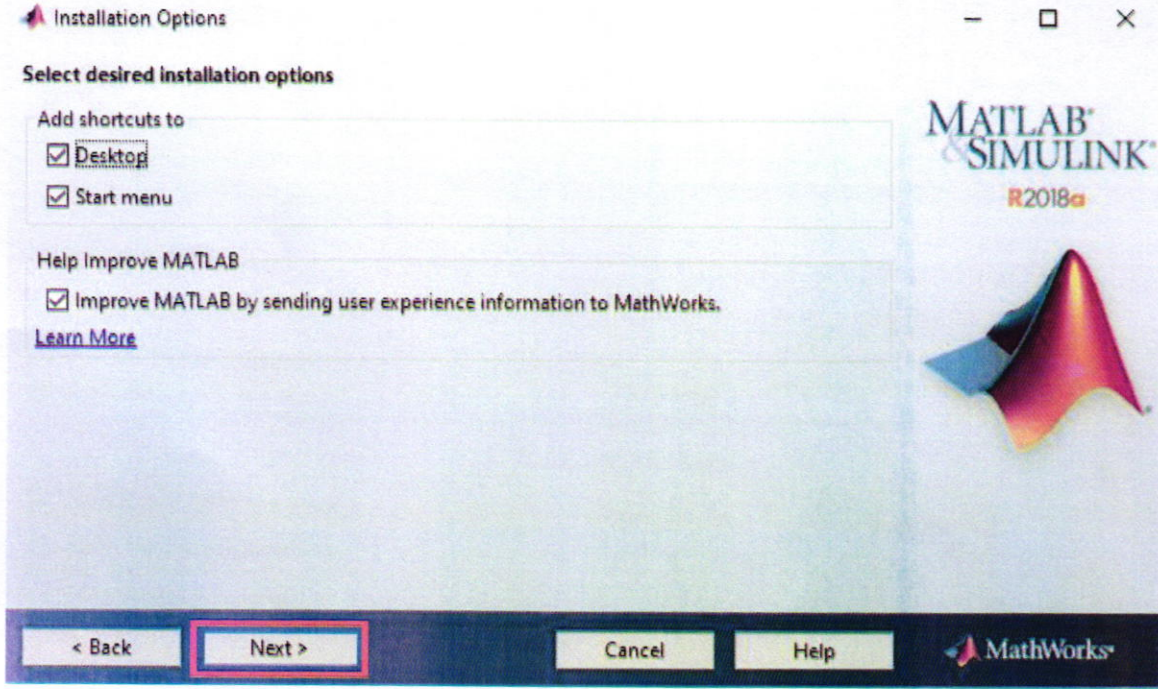 Installation Options
Select desired installation options
Add shortcuts to
Desktop
Start menu
Help Improve MATLAB
Improve MATLAB by sending user experience information to MathWorks.
Learn More
MATLAB®
&SIMULINK®
R2018a
< Back
Next >
Cancel
Help
MathWorks®